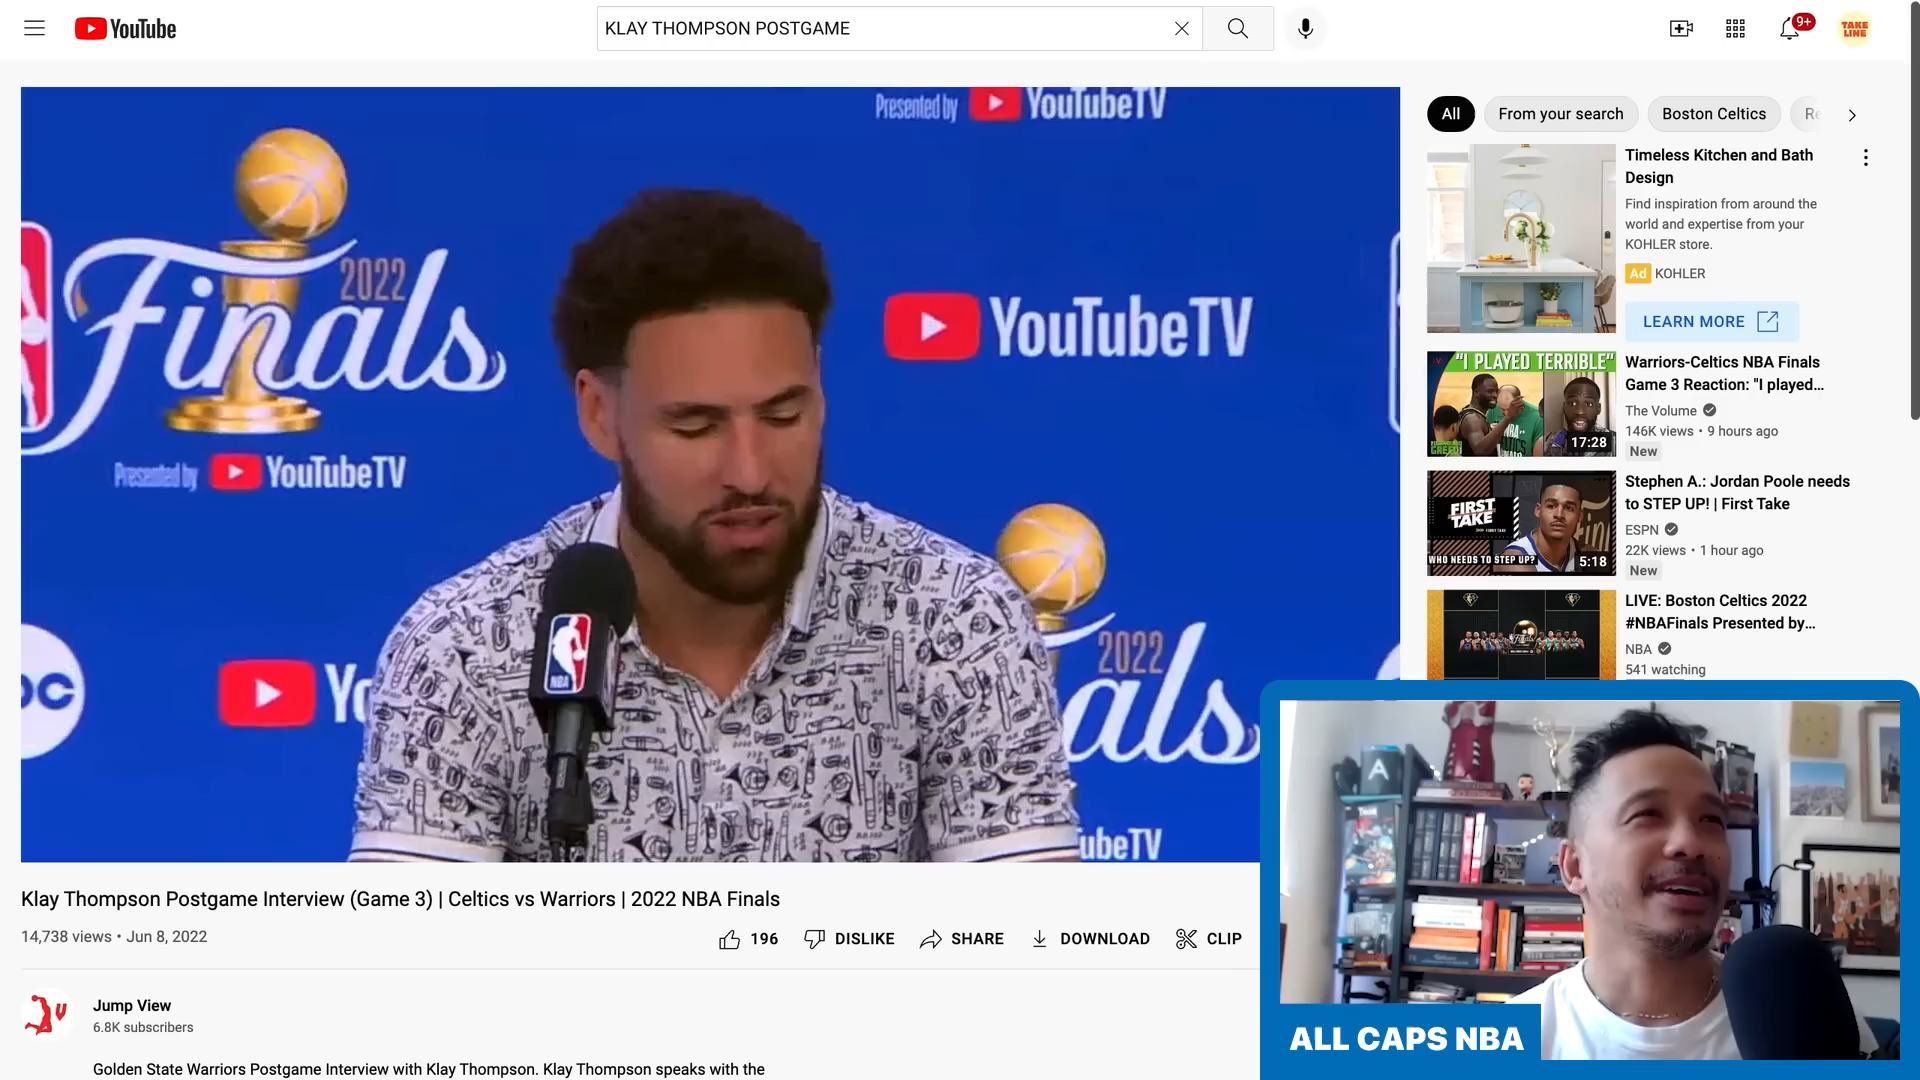 YouTube
KLAY THOMPSON POSTGAME
9+
TAKE
LINE
Presented by YouTubeTV
2022
Finals
Presented by YouTubeTV
YouTubeTV
NBA
2022
als
ubeTV
All
From your search
Boston Celtics
Timeless Kitchen and Bath
Design
Find inspiration from around the
world and expertise from your
KOHLER store.
Ad KOHLER
LEARN MORE
"I PLAYED TERRIBLE"
17:28
Warriors-Celtics NBA Finals
Game 3 Reaction: "I played...
The Volume
146K views • 9 hours ago
New
FIRST
TAKE
WHO NEEDS TO STEP UP?
5:18
Stephen A.: Jordan Poole needs
to STEP UP! | First Take
ESPN
22K views • 1 hour ago
New
LIVE: Boston Celtics 2022
#NBAFinals Presented by...
NBA
541 watching
Klay Thompson Postgame Interview (Game 3) | Celtics vs Warriors | 2022 NBA Finals
14,738 views • Jun 8, 2022
196
DISLIKE
SHARE
DOWNLOAD
CLIP
Jump View
6.8K subscribers
Golden State Warriors Postgame Interview with Klay Thompson. Klay Thompson speaks with the
A
ALL CAPS NBA